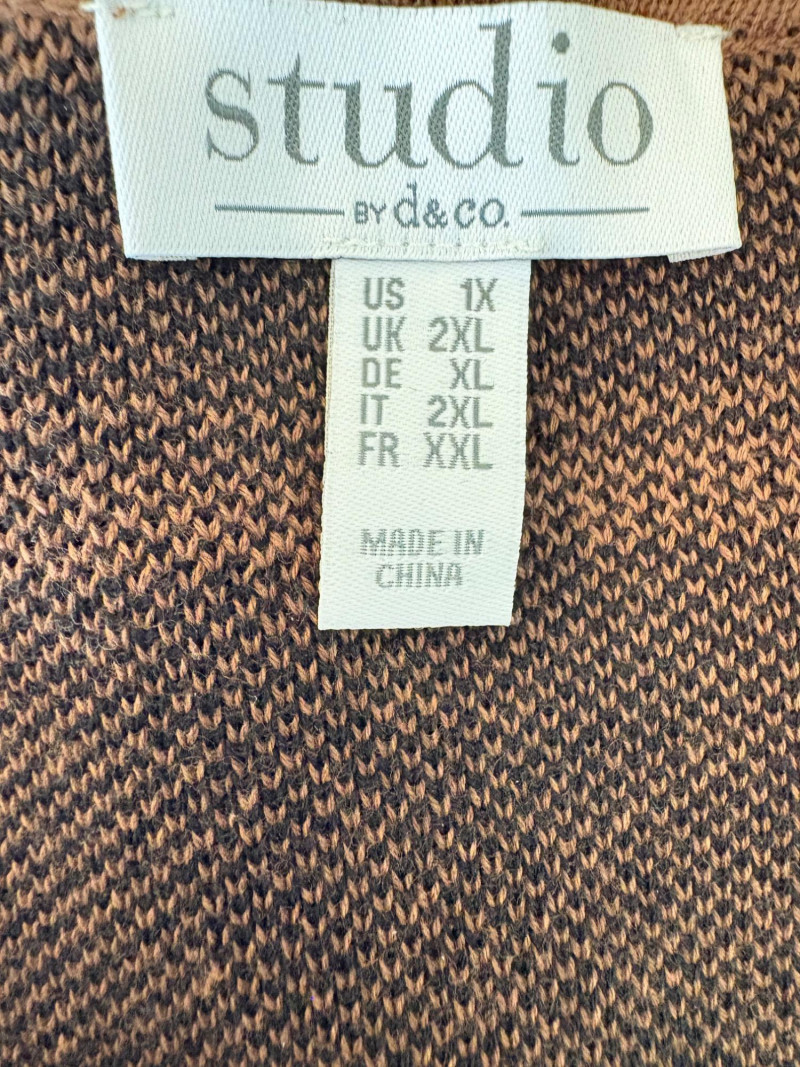 studio
BY d&co.
US 1X
UK 2XL
DE XL
IT 2XL
FR XXL
MADE IN
CHINA